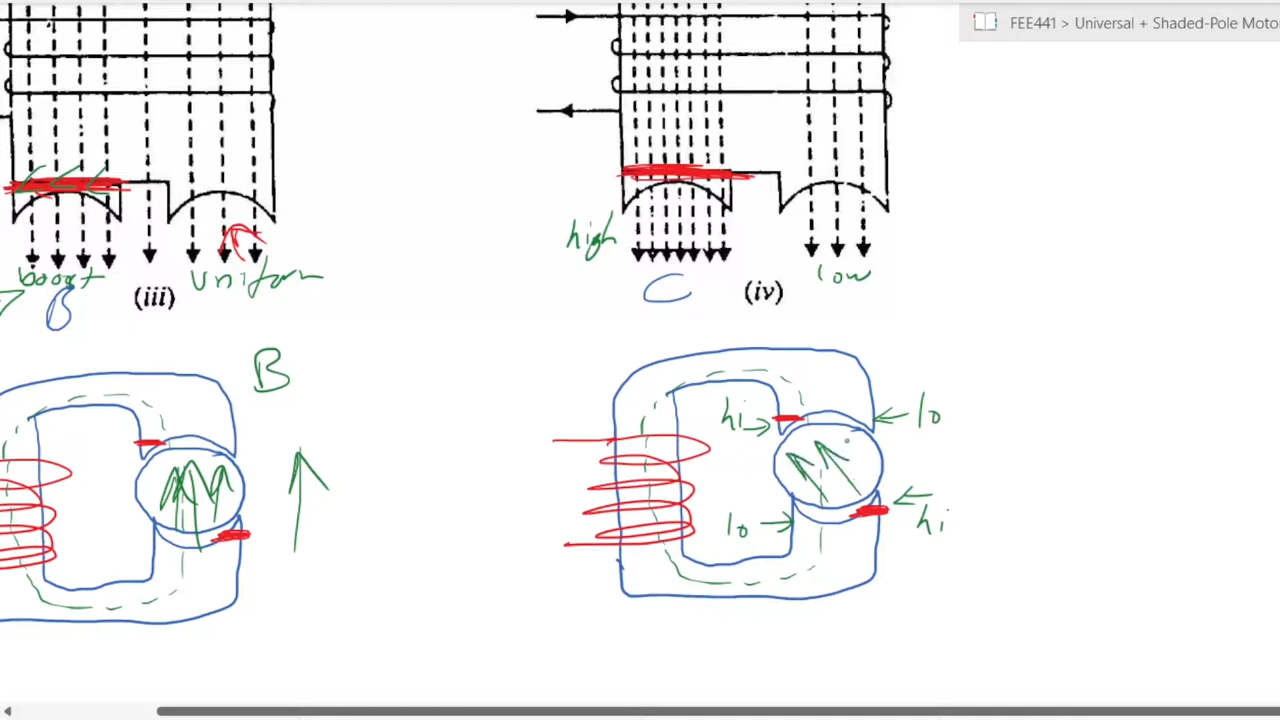 FEE441 > Universal + Shaded-Pole Moto
high
boost
uniform
low
B
(iii)
C
(iv)
B
hi
lo
lo
hi